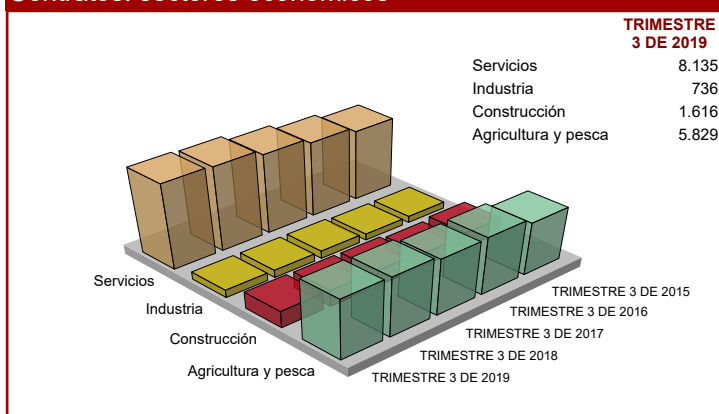 TRIMESTRE
3 DE 2019
Servicios 8.135
Industria 736
Construcción 1.616
Agricultura y pesca 5.829
Servicios
Industria
Construcción
Agricultura y pesca
TRIMESTRE 3 DE 2015
TRIMESTRE 3 DE 2016
TRIMESTRE 3 DE 2017
TRIMESTRE 3 DE 2018
TRIMESTRE 3 DE 2019